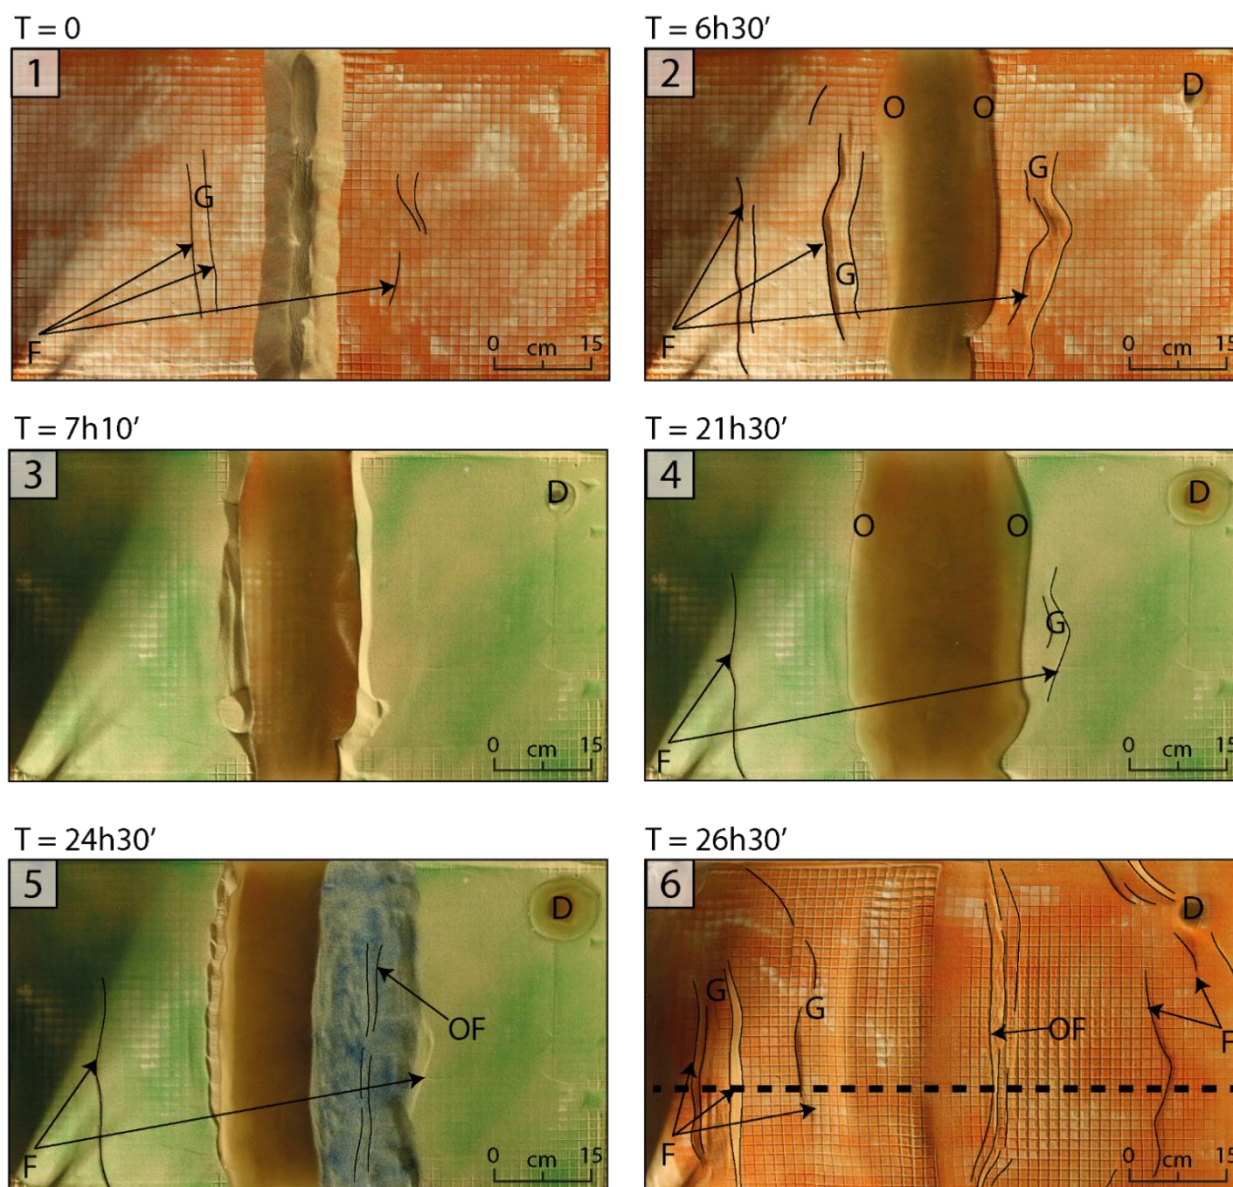 T = 0
1
G
F
0 cm 15
T = 6h30’
2
O O
D
G
G
F
0 cm 15
T = 7h10’
3
D
0 cm 15
T = 21h30’
4
D
O O
G
F
0 cm 15
T = 24h30’
5
D
OF
F
0 cm 15
T = 26h30’
6
D
G
G
OF
F
F
0 cm 15